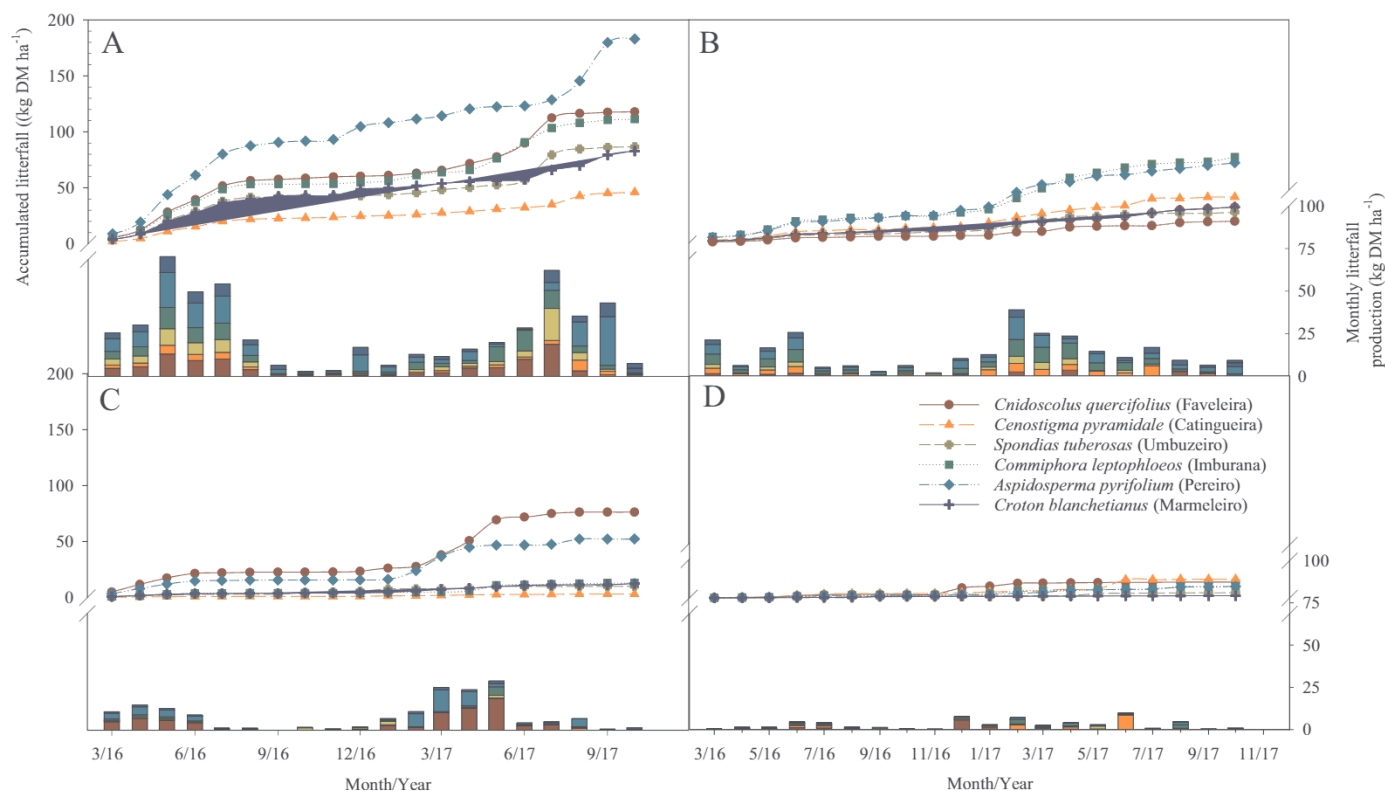 A
B
200
150
100
50
0
Accumulated litterfall ((kg DM ha⁻¹)
100
75
50
25
0
Monthly litterfall
production (kg DM ha⁻¹)
C
D
200
150
100
50
0
Cnidoscolus quercifolius (Faveleira)
Cenostigma pyramidale (Catingueira)
Spondias tuberosas (Umbuzeiro)
Commiphora leptophloeos (Imburana)
Aspidosperma pyrifolium (Pereiro)
Croton blanchetianus (Marmeleiro)
100
75
50
25
0
3/16 6/16 9/16 12/16 3/17 6/17 9/17
3/16 5/16 7/16 9/16 11/16 1/17 3/17 5/17 7/17 9/17 11/17
Month/Year
Month/Year